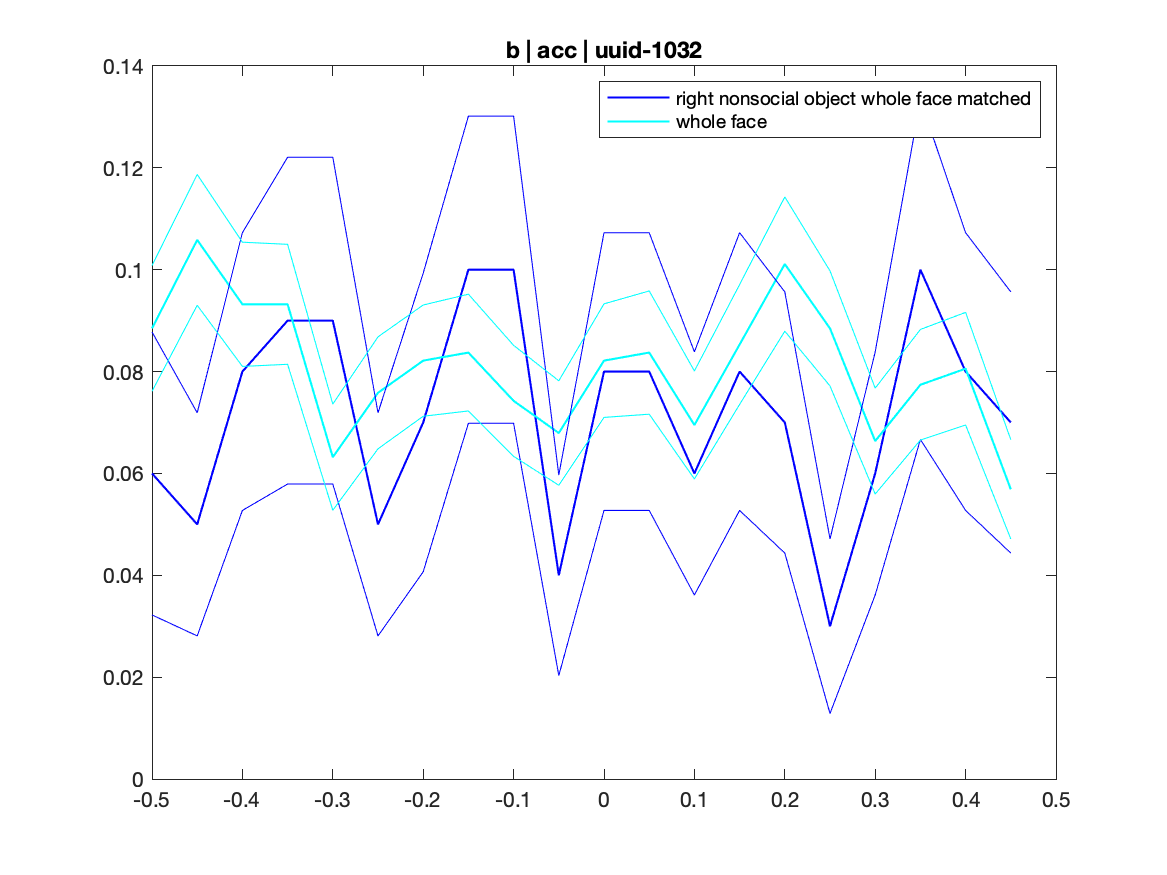 b | acc | uuid-1032
right nonsocial object whole face matched
whole face
0.14
0.12
0.1
0.08
0.06
0.04
0.02
0
-0.5 -0.4 -0.3 -0.2 -0.1 0 0.1 0.2 0.3 0.4 0.5